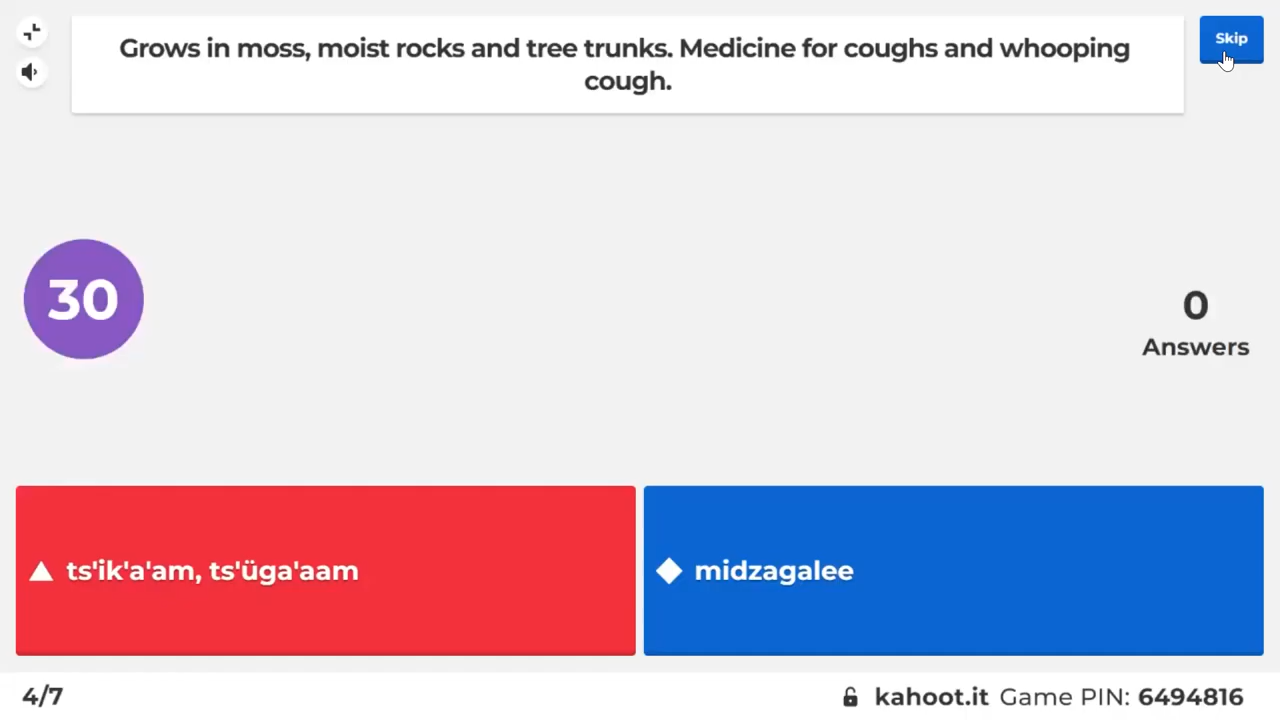 Grows in moss, moist rocks and tree trunks. Medicine for coughs and whooping
cough.
Skip
30
0
Answers
ts'ik'a'am, ts'üga'aam
midzagalee
4/7
kahoot.it Game PIN: 6494816